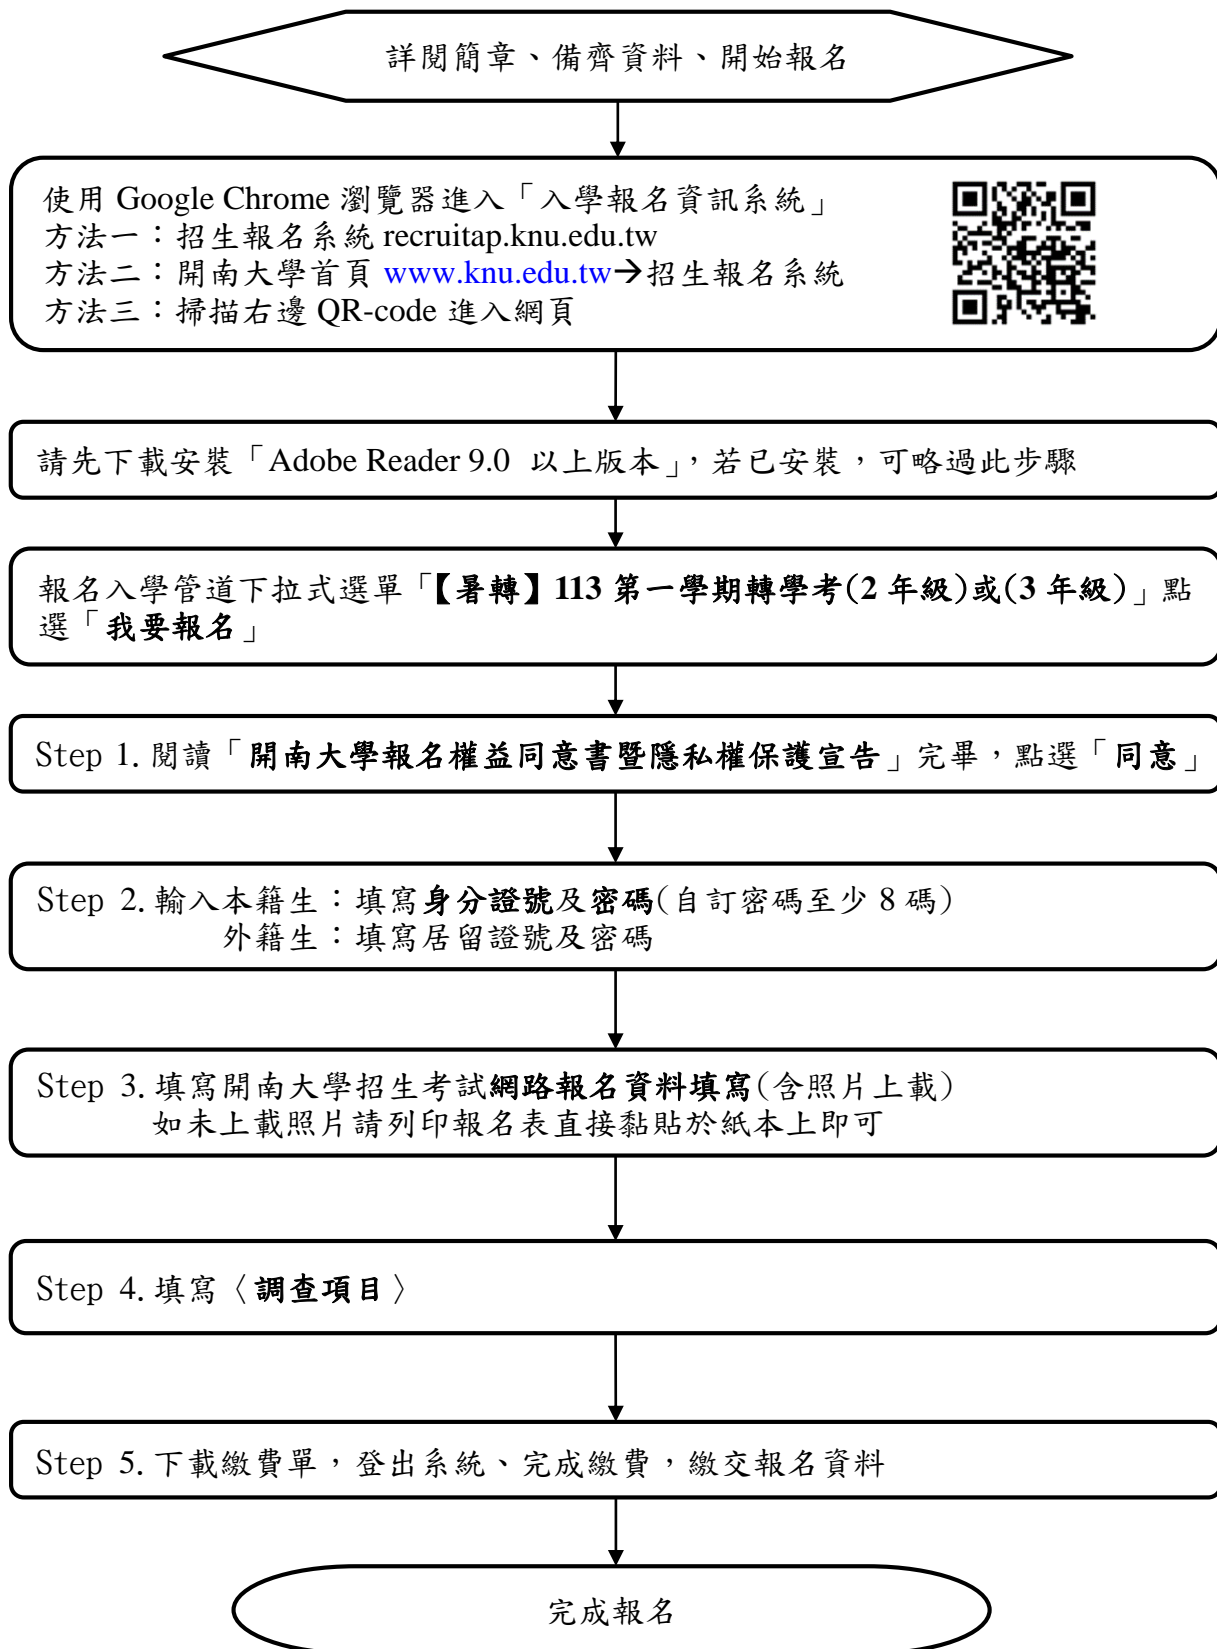 詳閱簡章、備齊資料、開始報名
使用 Google Chrome 瀏覽器進入「入學報名資訊系統」
方法一：招生報名系統 recruitap.knu.edu.tw
方法二：開南大學首頁 www.knu.edu.tw→招生報名系統
方法三：掃描右邊 QR-code 進入網頁
請先下載安裝「Adobe Reader 9.0 以上版本」，若已安裝，可略過此步驟
報名入學管道下拉式選單「【暑轉】113 第一學期轉學考(2 年級)或(3 年級)」點
選「我要報名」
Step 1.閱讀「開南大學報名權益同意書暨隱私權保護宣告」完畢，點選「同意」
Step 2.輸入本籍生：填寫身分證號及密碼(自訂密碼至少 8 碼)
外籍生：填寫居留證號及密碼
Step 3.填寫開南大學招生考試網路報名資料填寫(含照片上載)
如未上載照片請列印報名表直接黏貼於紙本上即可
Step 4.填寫〈調查項目〉
Step 5.下載繳費單，登出系統、完成繳費，繳交報名資料
完成報名